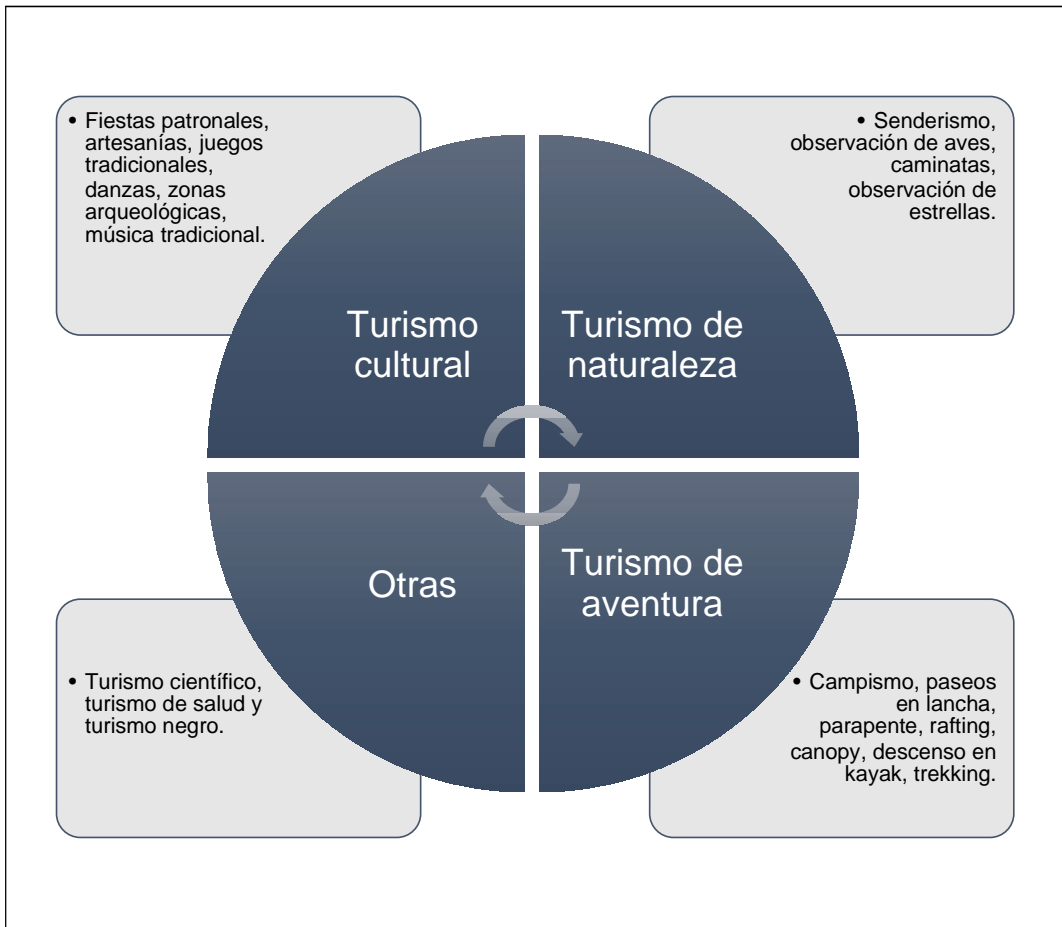 • Fiestas patronales,
artesanías, juegos
tradicionales,
danzas, zonas
arqueológicas,
música tradicional.
• Senderismo,
observación de aves,
caminatas,
observación de
estrellas.
Turismo
cultural
Turismo de
naturaleza
Otras
Turismo de
aventura
• Turismo científico,
turismo de salud y
turismo negro.
• Campismo, paseos
en lancha,
parapente, rafting,
canopy, descenso en
kayak, trekking.